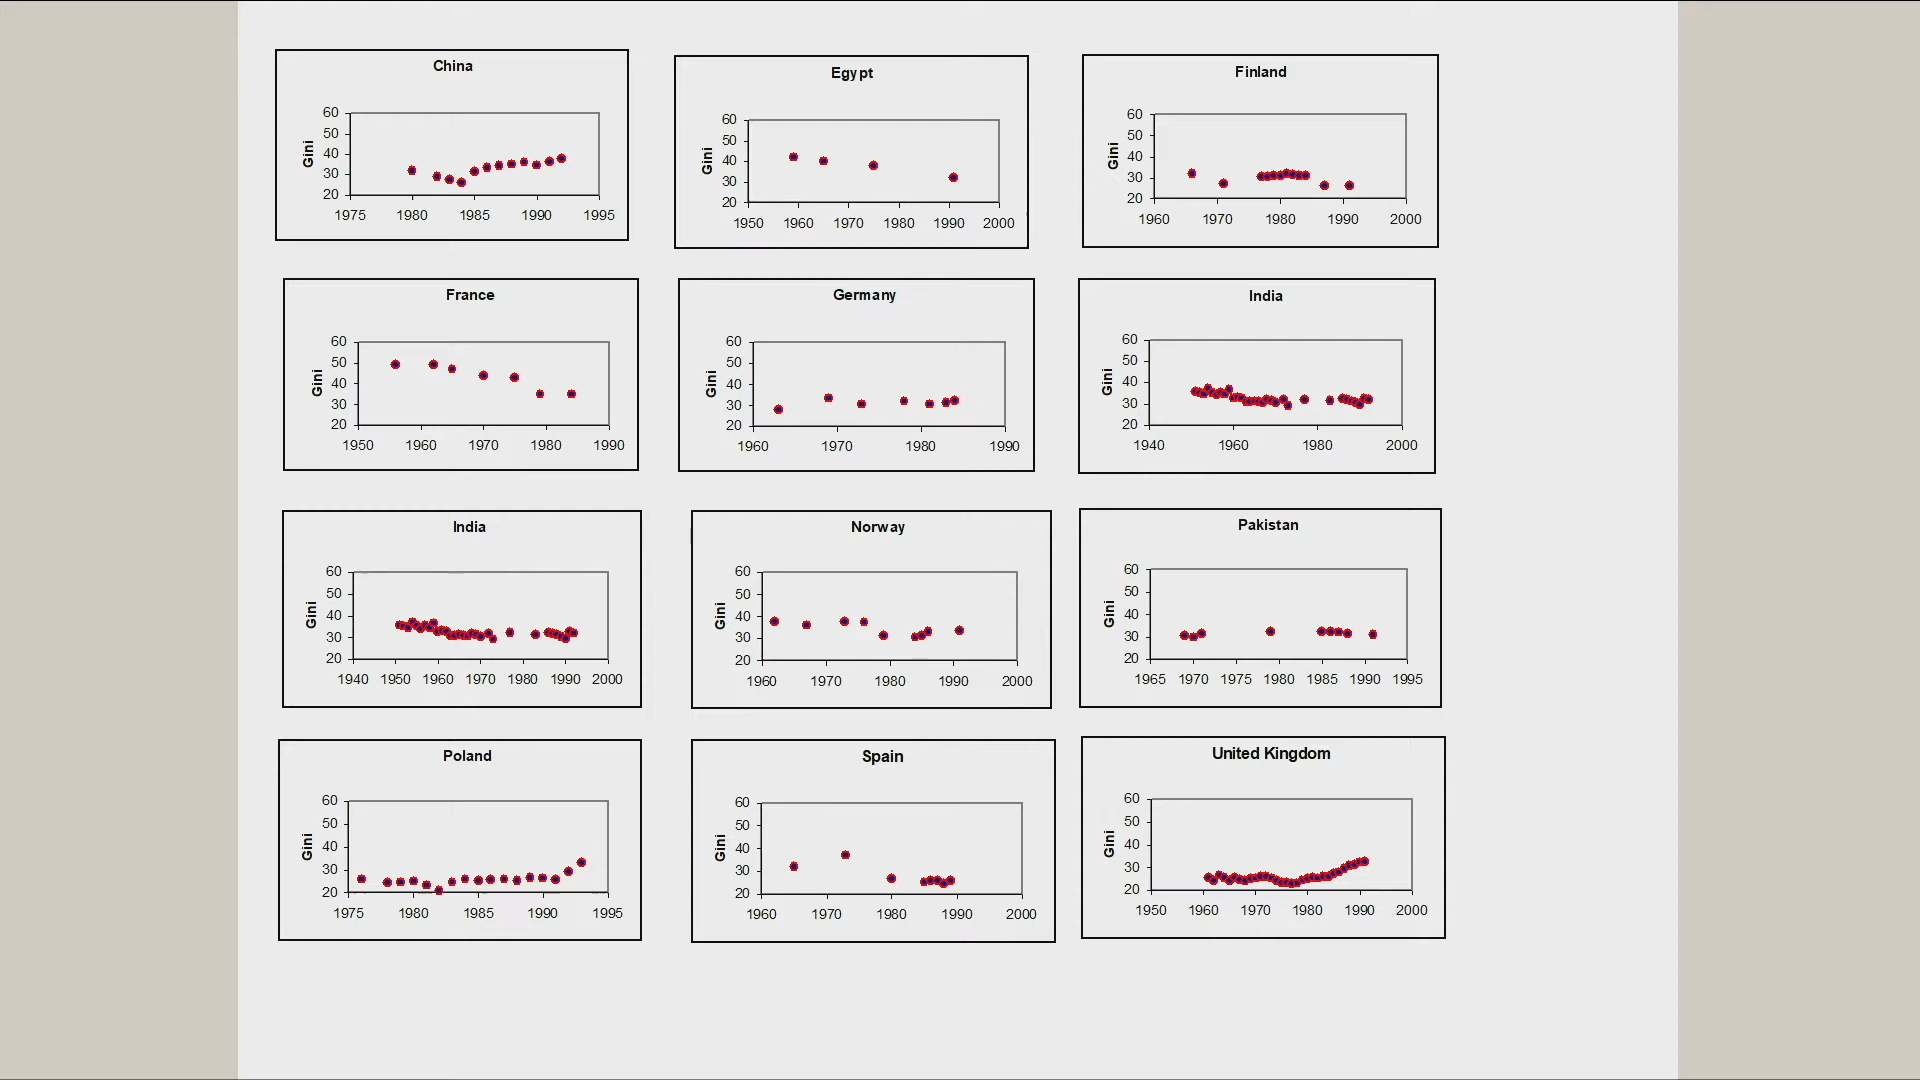 China
Gini
60
50
40
30
20
1975 1980 1985 1990 1995
Egypt
Gini
60
50
40
30
20
1950 1960 1970 1980 1990 2000
Finland
Gini
60
50
40
30
20
1960 1970 1980 1990 2000
France
Gini
60
50
40
30
20
1950 1960 1970 1980 1990
Germany
Gini
60
50
40
30
20
1960 1970 1980 1990
India
Gini
60
50
40
30
20
1940 1960 1980 2000
India
Gini
60
50
40
30
20
1940 1950 1960 1970 1980 1990 2000
Norway
Gini
60
50
40
30
20
1960 1970 1980 1990 2000
Pakistan
Gini
60
50
40
30
20
1965 1970 1975 1980 1985 1990 1995
Poland
Gini
60
50
40
30
20
1975 1980 1985 1990 1995
Spain
Gini
60
50
40
30
20
1960 1970 1980 1990 2000
United Kingdom
Gini
60
50
40
30
20
1950 1960 1970 1980 1990 2000